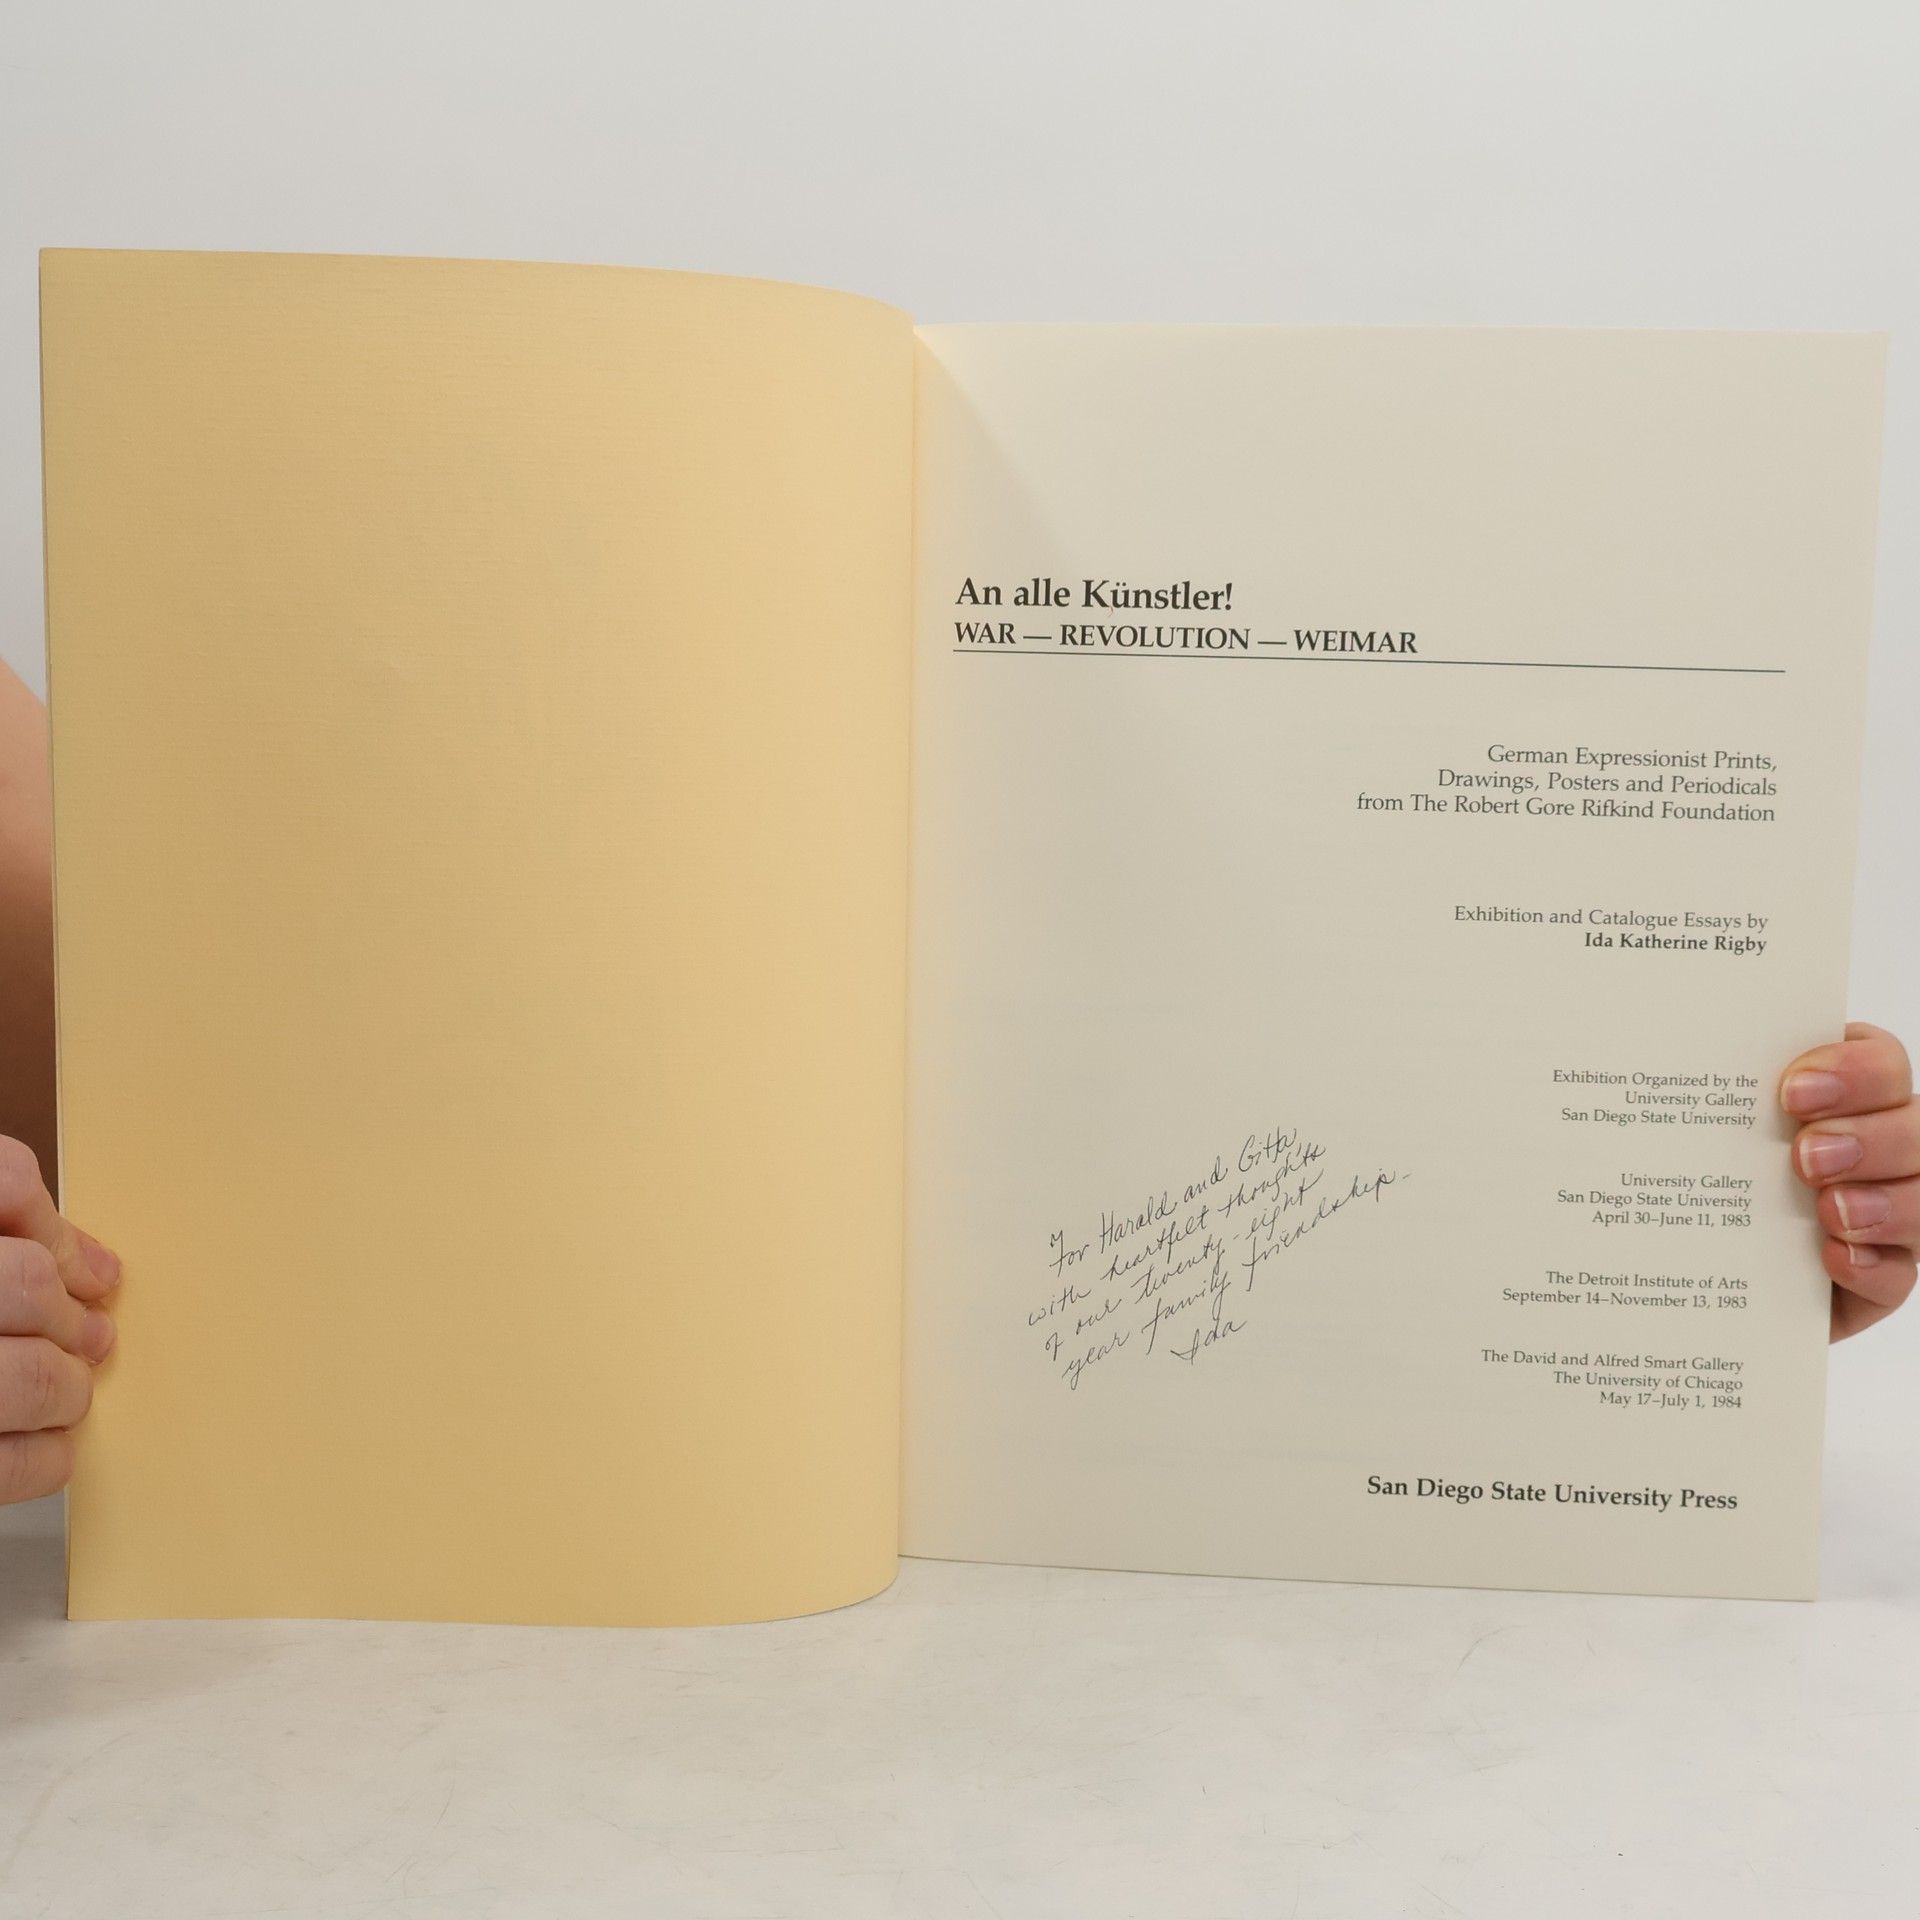 An alle Künstler!
WAR — REVOLUTION — WEIMAR
German Expressionist Prints,
Drawings, Posters and Periodicals
from The Robert Gore Rifkind Foundation
Exhibition and Catalogue Essays by
Ida Katherine Rigby
Exhibition Organized by the
University Gallery
San Diego State University
University Gallery
San Diego State University
April 30–June 11, 1983
The Detroit Institute of Arts
September 14–November 13, 1983
The David and Alfred Smart Gallery
The University of Chicago
May 17–July 1, 1984
San Diego State University Press
For Harald and Gitta,
with heartfelt thoughts
of our twenty-eight
year family friendship-
Ida